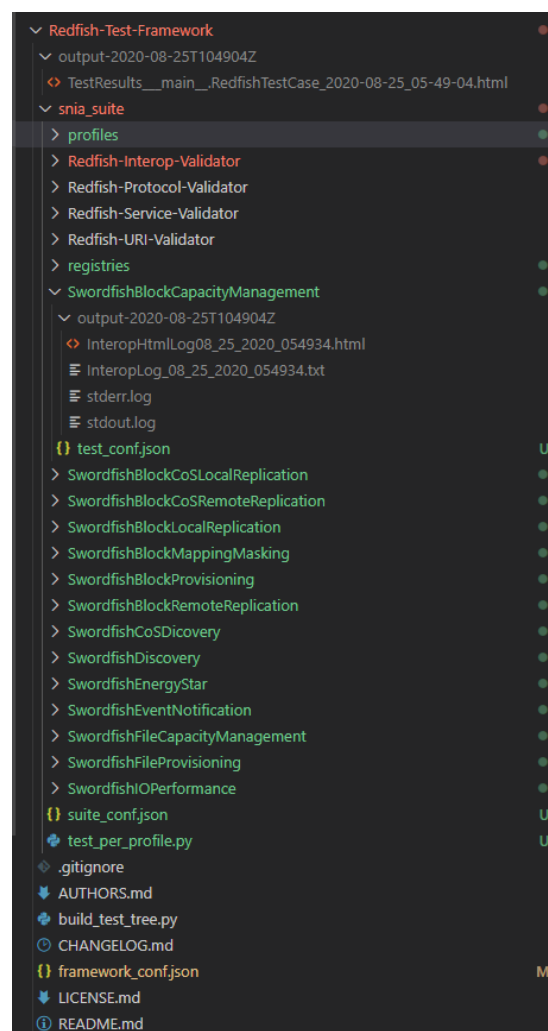 Redfish-Test-Framework
output-2020-08-25T104904Z
TestResults___main__.RedfishTestCase_2020-08-25_05-49-04.html
snia_suite
profiles
Redfish-Interop-Validator
Redfish-Protocol-Validator
Redfish-Service-Validator
Redfish-URI-Validator
registries
SwordfishBlockCapacityManagement
output-2020-08-25T104904Z
InteropHtmlLog08_25_2020_054934.html
InteropLog_08_25_2020_054934.txt
stderr.log
stdout.log
{} test_conf.json U
SwordfishBlockCoSLocalReplication
SwordfishBlockCoSRemoteReplication
SwordfishBlockLocalReplication
SwordfishBlockMappingMasking
SwordfishBlockProvisioning
SwordfishBlockRemoteReplication
SwordfishCoSDicovery
SwordfishDiscovery
SwordfishEnergyStar
SwordfishEventNotification
SwordfishFileCapacityManagement
SwordfishFileProvisioning
SwordfishIOPerformance
{} suite_conf.json U
test_per_profile.py U
.gitignore
AUTHORS.md
build_test_tree.py
CHANGELOG.md
{} framework_conf.json M
LICENSE.md
README.md